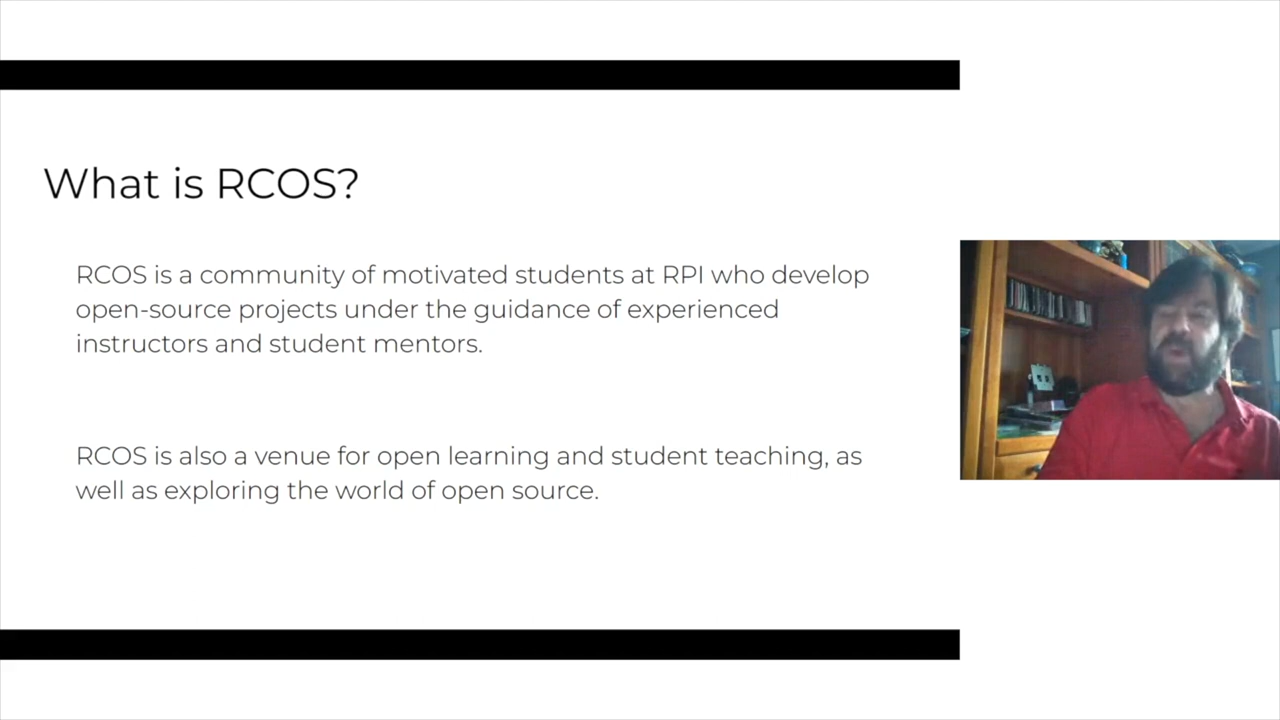 What is RCOS?
RCOS is a community of motivated students at RPI who develop
open-source projects under the guidance of experienced
instructors and student mentors.
RCOS is also a venue for open learning and student teaching, as
well as exploring the world of open source.